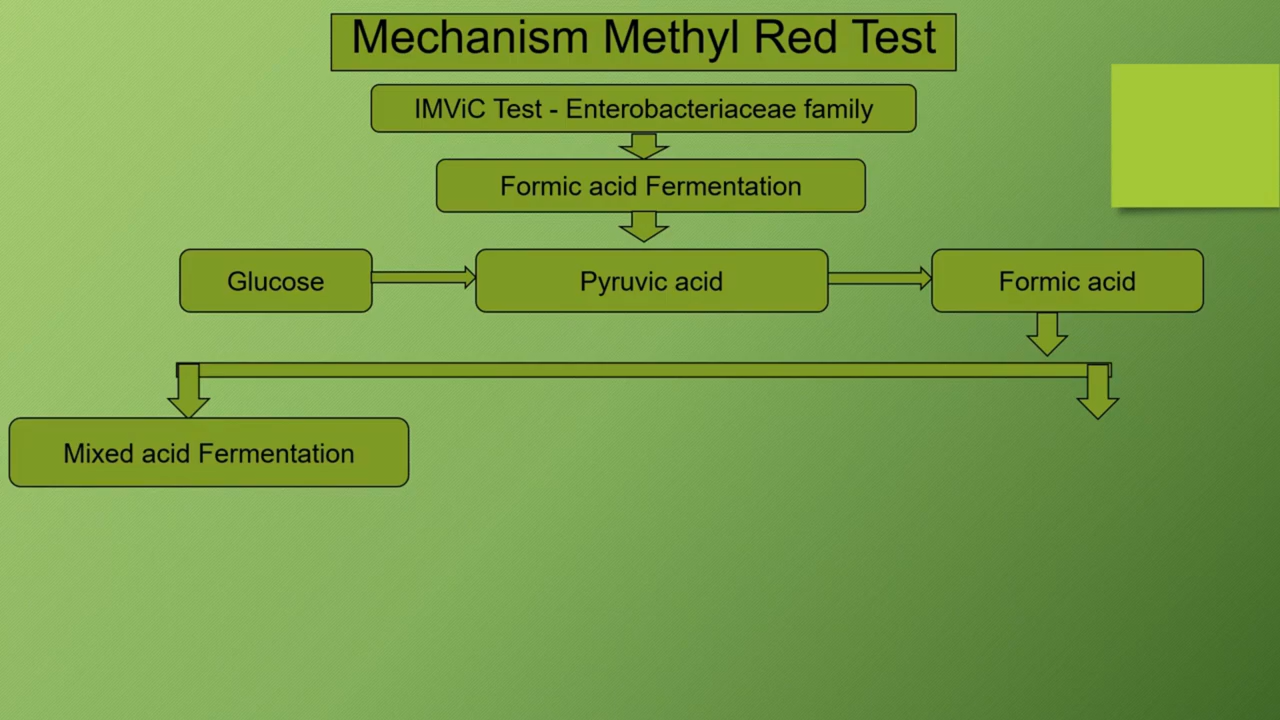 Mechanism Methyl Red Test
IMViC Test - Enterobacteriaceae family
Formic acid Fermentation
Glucose
Pyruvic acid
Formic acid
Mixed acid Fermentation